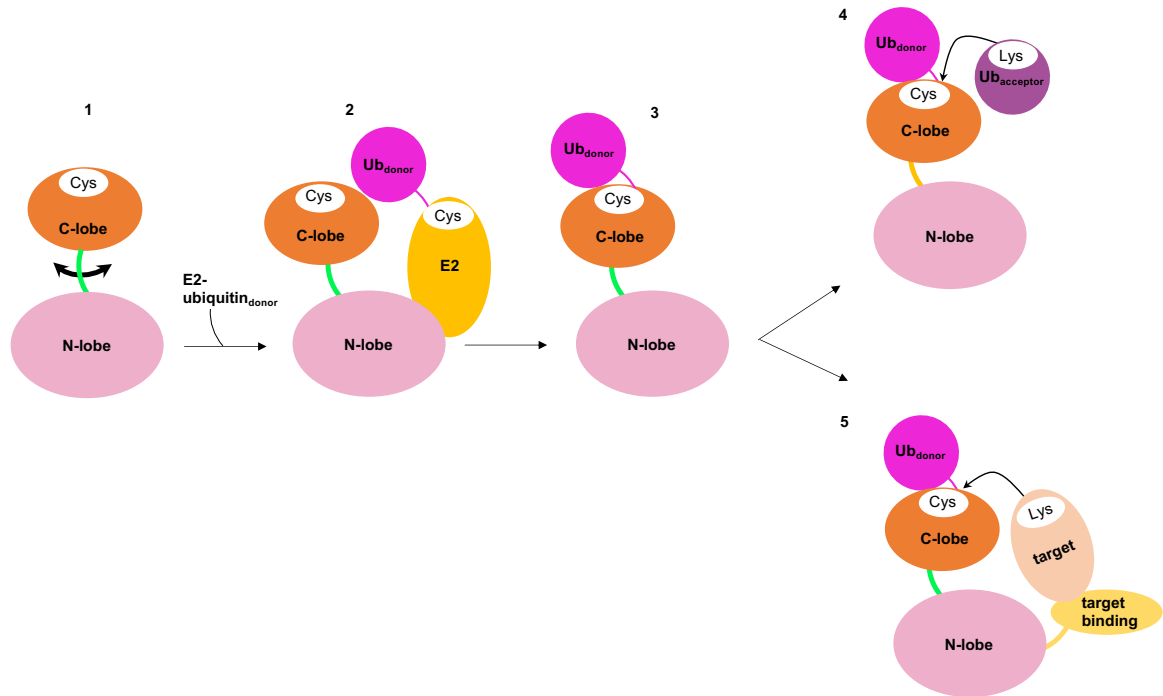 1
Cys
C-lobe
N-lobe
E2-
ubiquitindonor
2
Ubdonor
Cys
Cys
C-lobe
E2
N-lobe
3
Ubdonor
Cys
C-lobe
N-lobe
4
Ubdonor
Lys
Ubacceptor
Cys
C-lobe
N-lobe
5
Ubdonor
Cys
Lys
C-lobe
target
target
binding
N-lobe